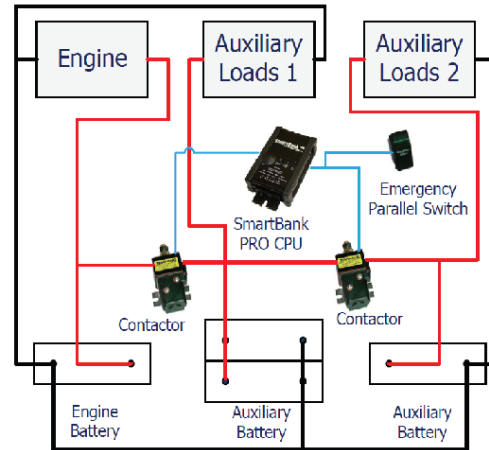 Engine
Auxiliary
Loads 1
Auxiliary
Loads 2
Emergency
Parallel Switch
SmartBank
PRO CPU
Contactor
Contactor
Engine
Battery
Auxiliary
Battery
Auxiliary
Battery